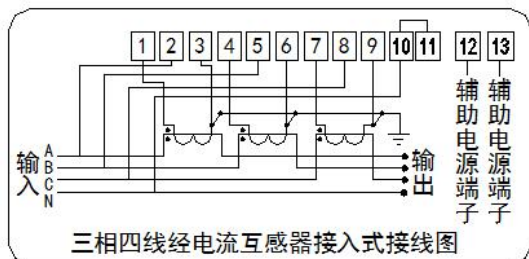 1 2 3 4 5 6 7 8 9 10 11 12 13
辅助电源端子 辅助电源端子
输入 A B C N
输出
三相四线经电流互感器接入式接线图